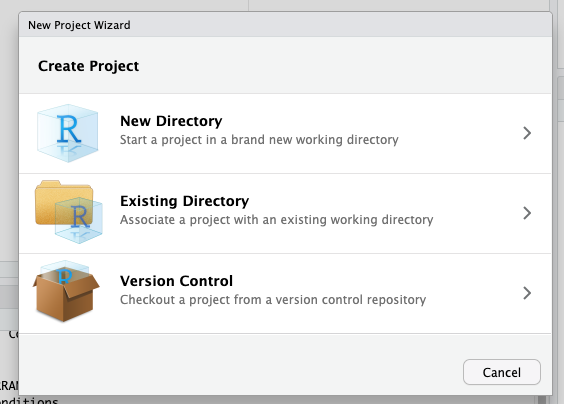 New Project Wizard
Create Project
R
New Directory
Start a project in a brand new working directory
R
Existing Directory
Associate a project with an existing working directory
R
Version Control
Checkout a project from a version control repository
Cancel